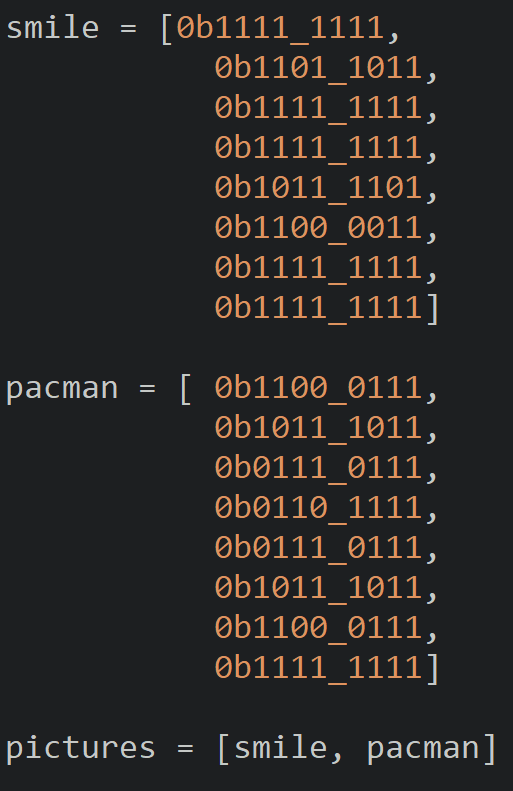 smile = [0b1111_1111,
           0b1101_1011,
           0b1111_1111,
           0b1111_1111,
           0b1011_1101,
           0b1100_0011,
           0b1111_1111,
           0b1111_1111]

pacman = [ 0b1100_0111,
           0b1011_1011,
           0b0111_0111,
           0b0110_1111,
           0b0111_0111,
           0b1011_1011,
           0b1100_0111,
           0b1111_1111]

pictures = [smile, pacman]